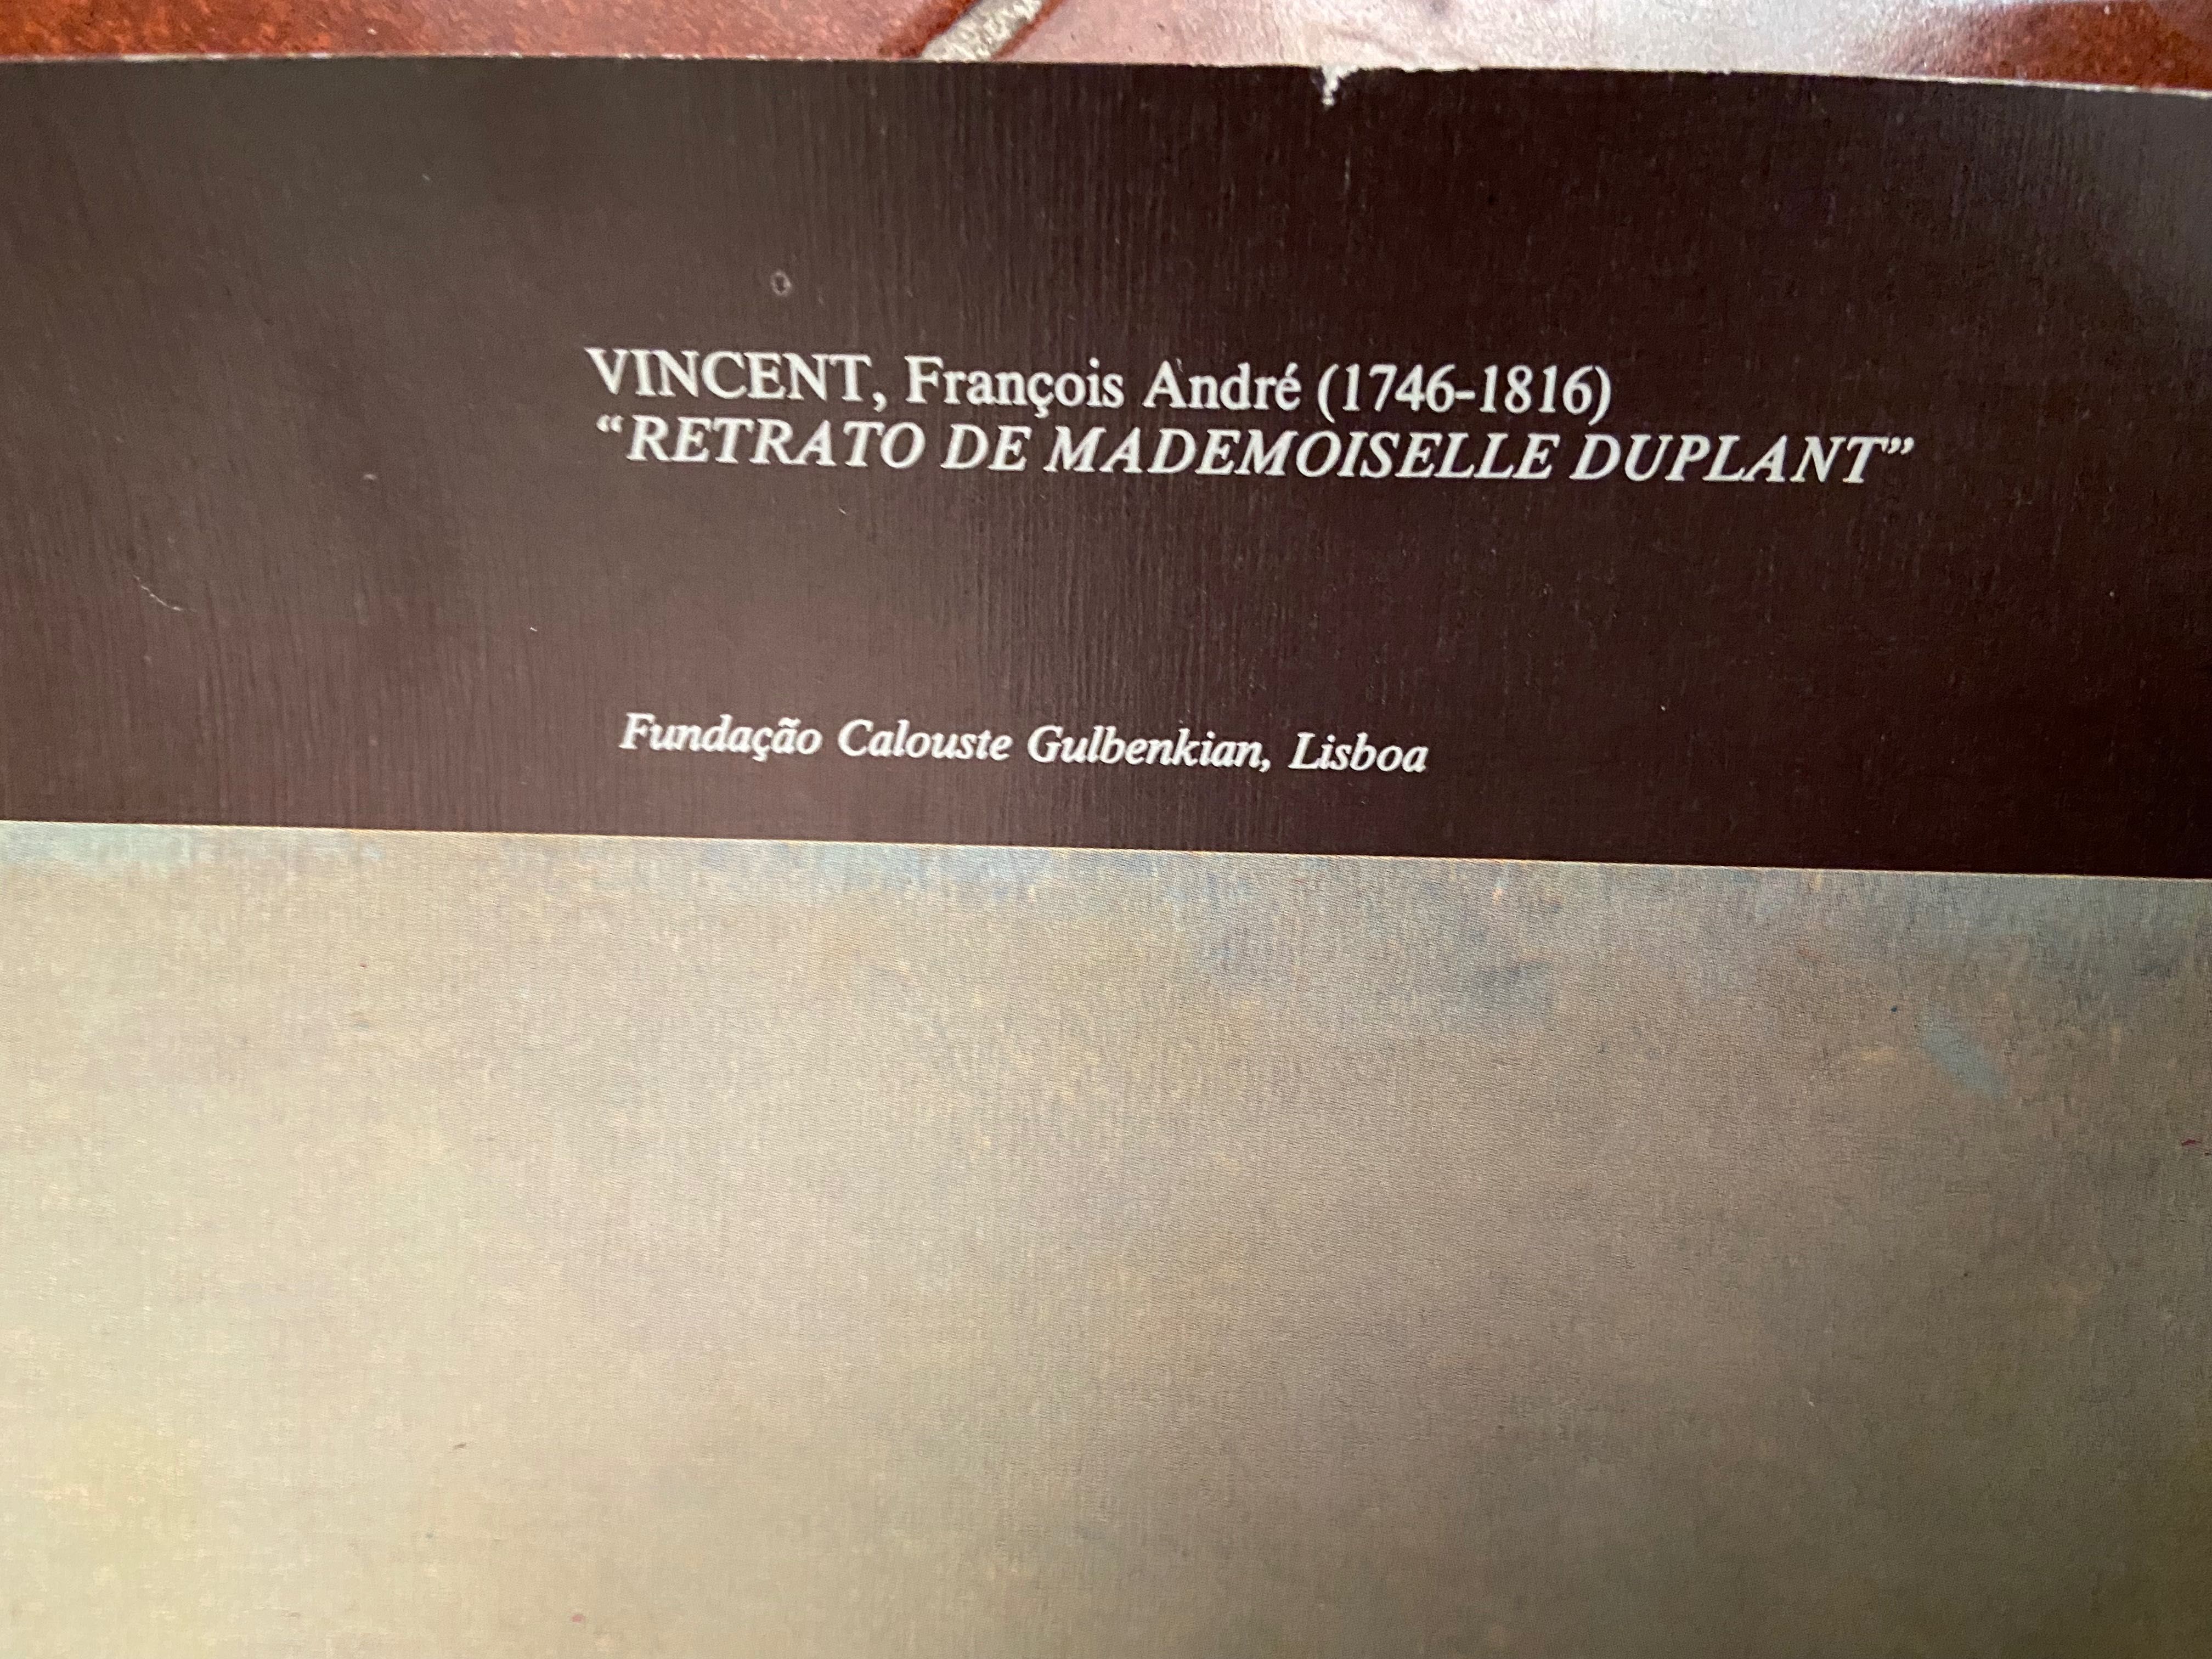 VINCENT, François André (1746-1816)
“RETRATO DE MADEMOISELLE DUPLANT”
Fundação Calouste Gulbenkian, Lisboa